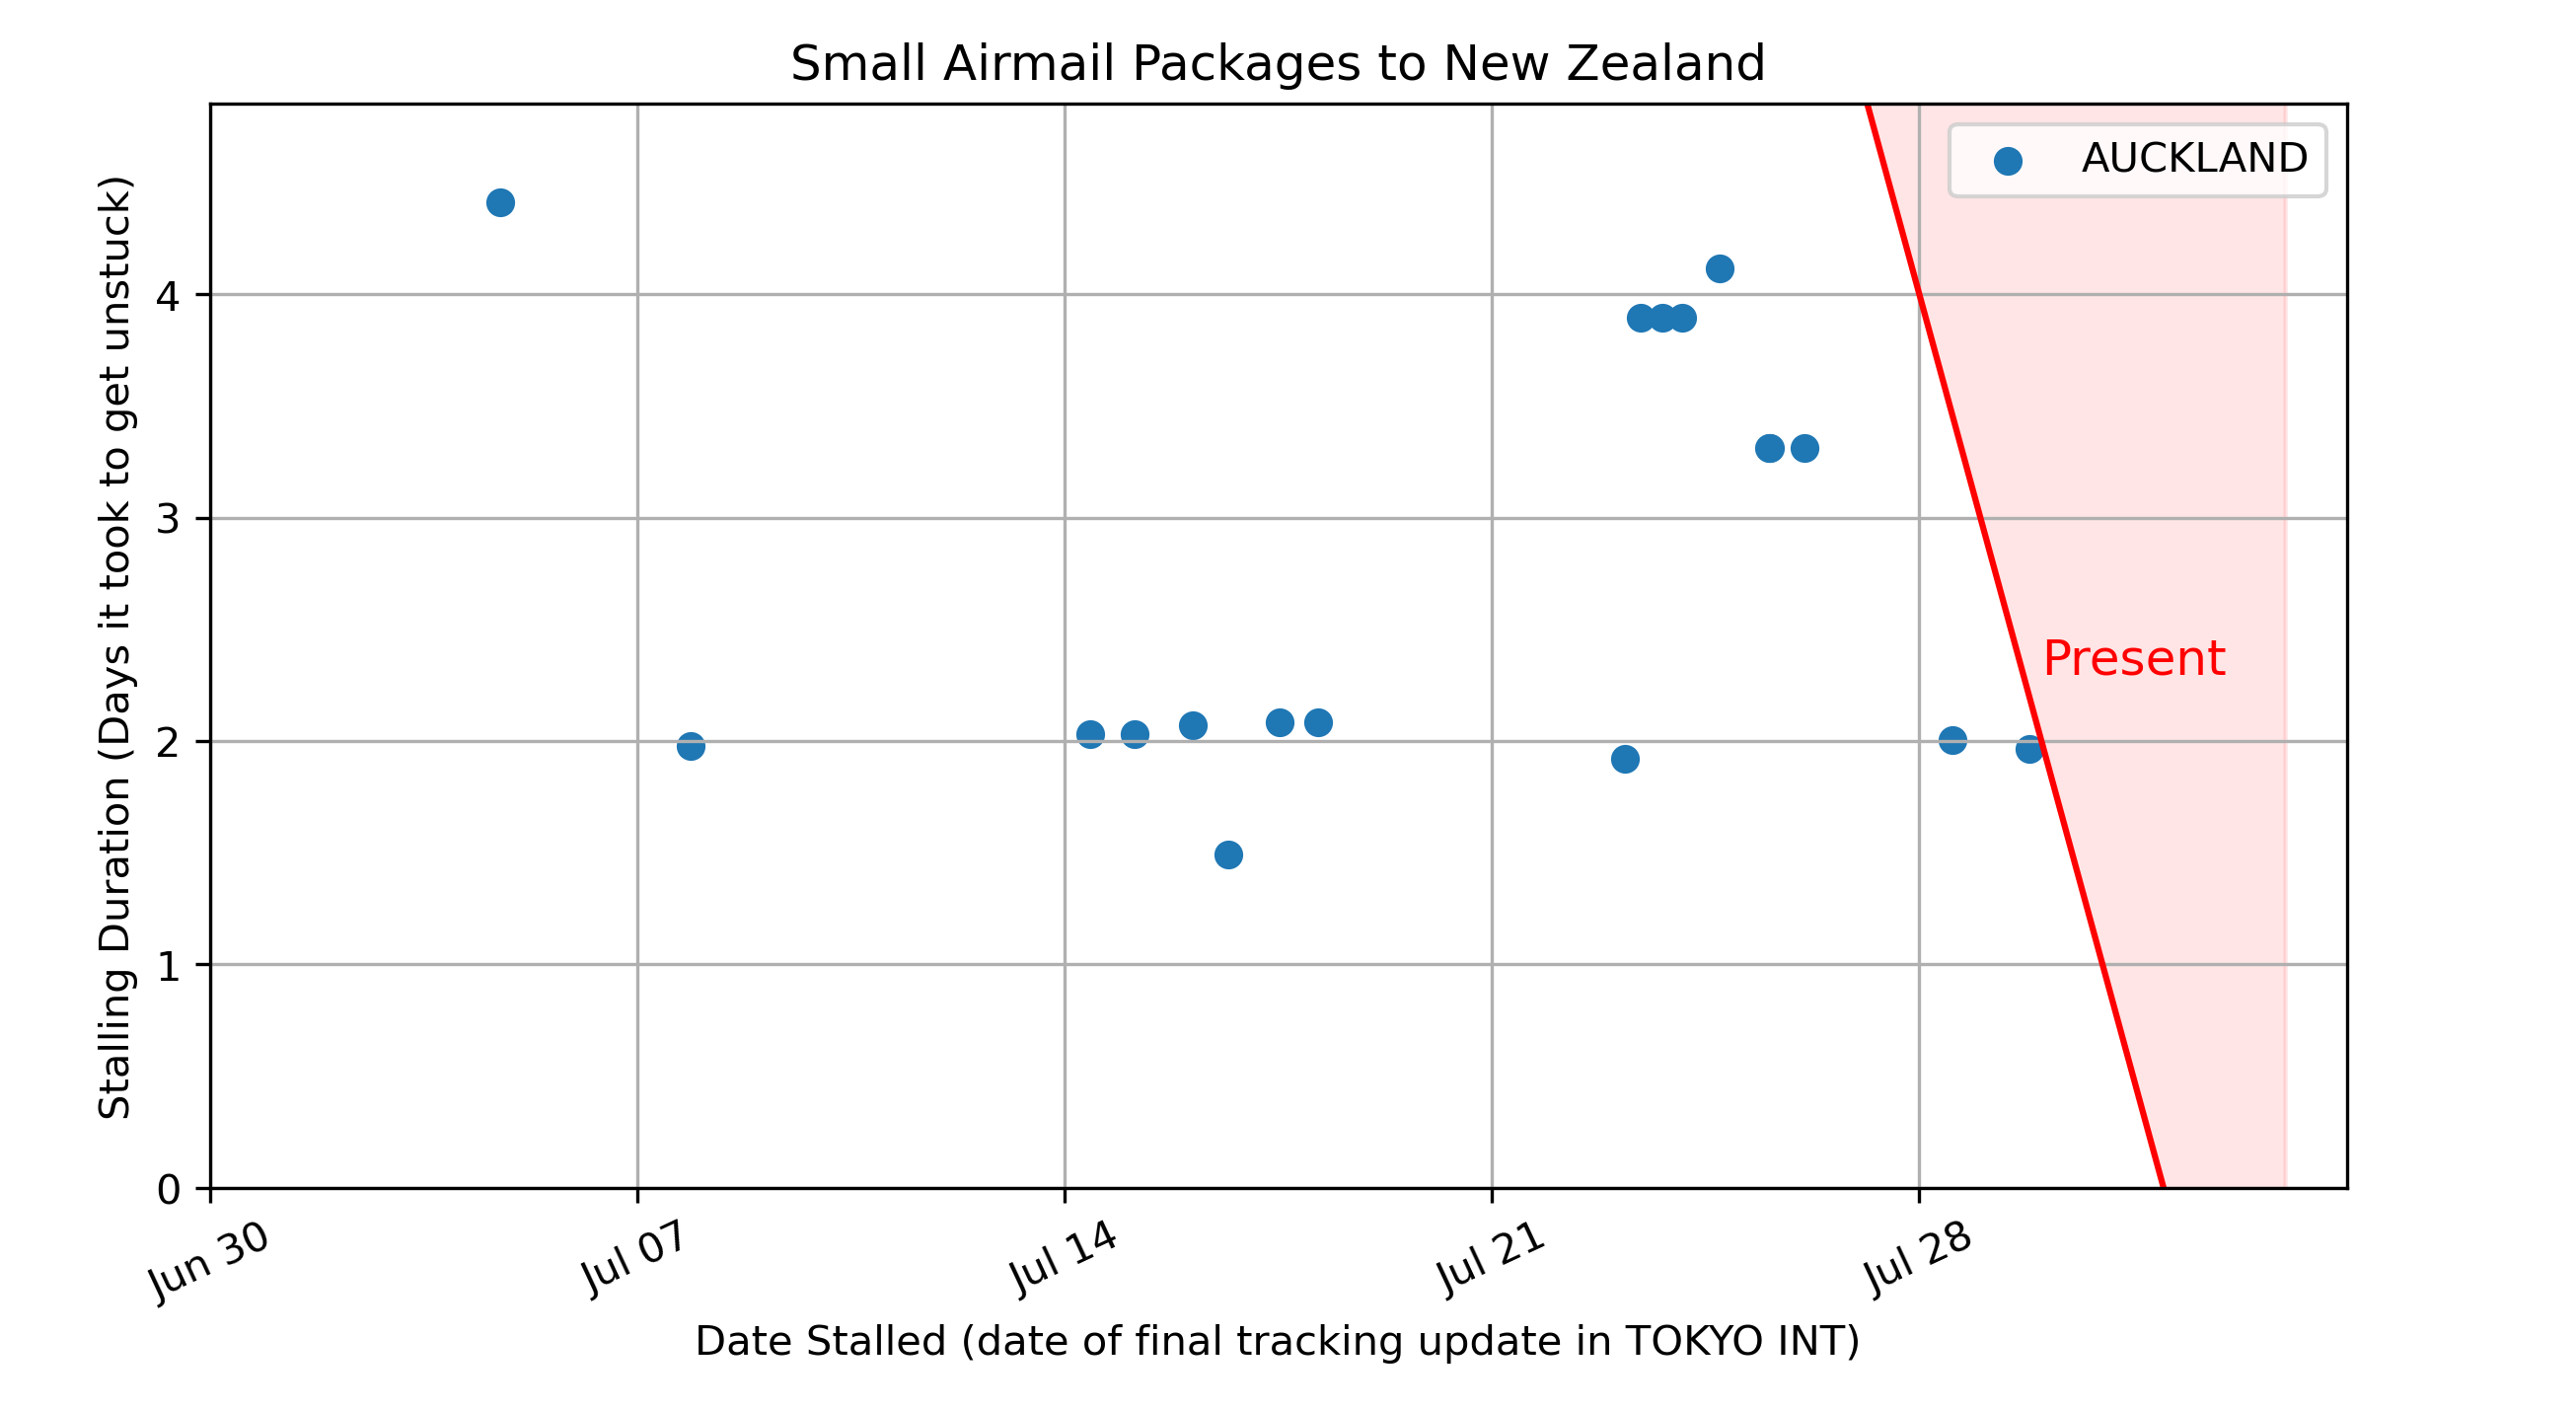 Small Airmail Packages to New Zealand
AUCKLAND
Stalling Duration (Days it took to get unstuck)
4
3
2
1
0
Present
Jun 30
Jul 07
Jul 14
Jul 21
Jul 28
Date Stalled (date of final tracking update in TOKYO INT)